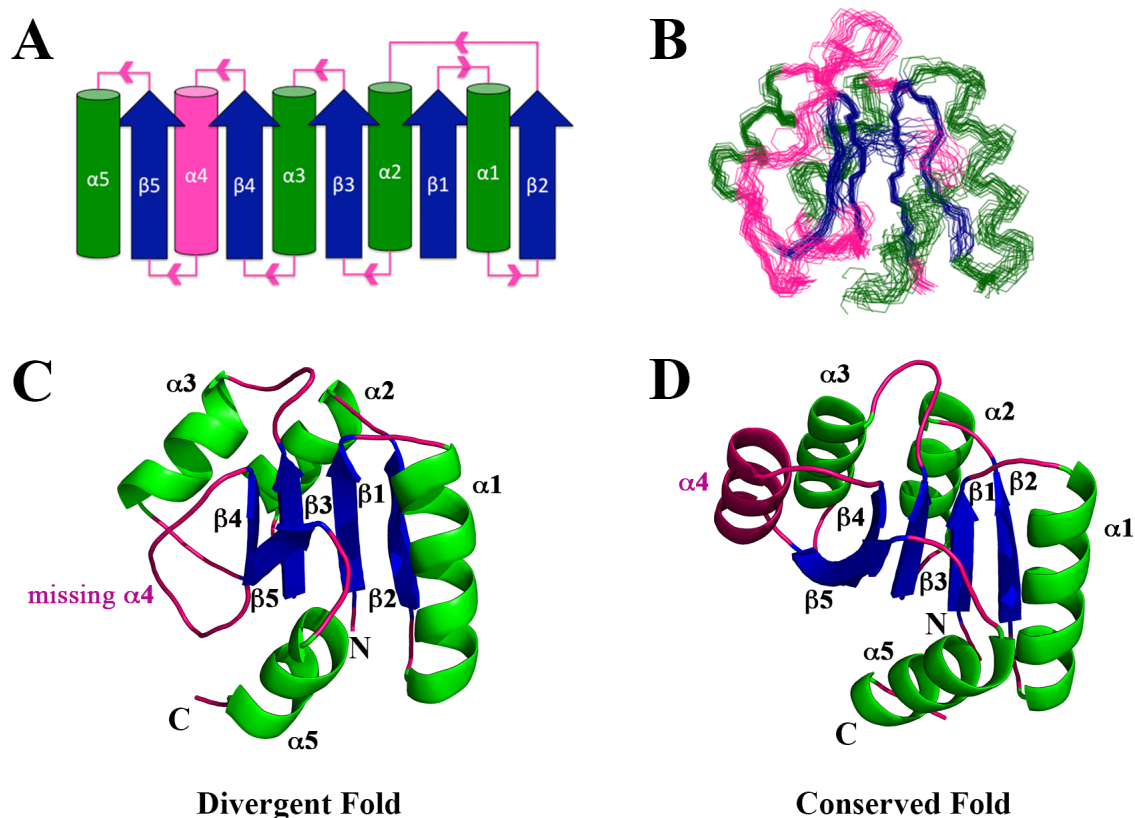 A
α5 β5 α4 β4 α3 β3 α2 β1 α1 β2
B
C
α3
α2
α1
β1
β3
β4
missing α4
β5
β2
N
C
α5
Divergent Fold
D
α3
α2
α4
β1
β2
β4
α1
β5
β3
N
α5
C
Conserved Fold